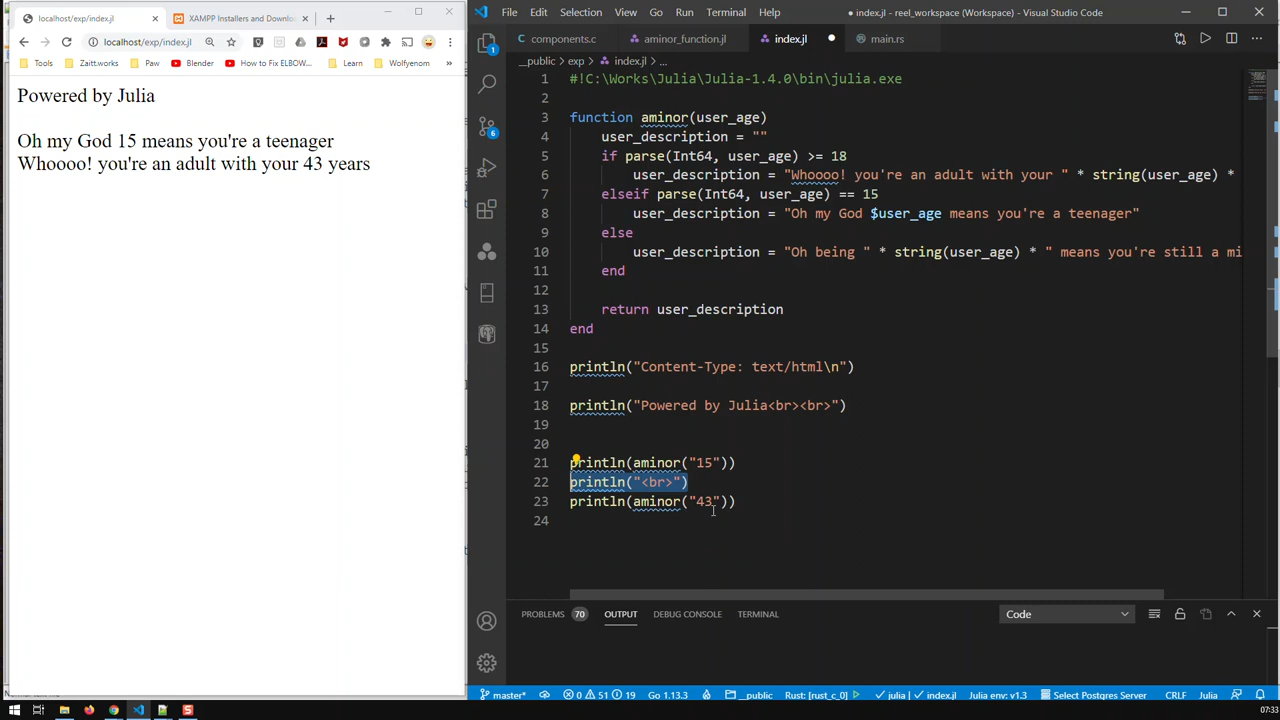 localhost/exp/index.jl
XAMPP Installers and Downlo
localhost/exp/index.jl
Tools
Zaitt.works
Paw
Blender
How to Fix ELBOW...
Learn
Wolfyenom
»
Powered by Julia
Oh my God 15 means you're a teenager
Whoooo! you're an adult with your 43 years
File Edit Selection View Go Run Terminal Help
● index.jl - reel_workspace (Workspace) - Visual Studio Code
components.c
aminor_function.jl
index.jl
main.rs
__public > exp > index.jl > ...
1 #!C:\Works\Julia\Julia-1.4.0\bin\julia.exe
2
3 function aminor(user_age)
4 user_description = ""
5 if parse(Int64, user_age) >= 18
6 user_description = "Whoooo! you're an adult with your " * string(user_age) *
7 elseif parse(Int64, user_age) == 15
8 user_description = "Oh my God $user_age means you're a teenager"
9 else
10 user_description = "Oh being " * string(user_age) * " means you're still a mi
11 end
12
13 return user_description
14 end
15
16 println("Content-Type: text/html\n")
17
18 println("Powered by Julia<br><br>")
19
20
21 println(aminor("15"))
22 println("<br>")
23 println(aminor("43"))
24
PROBLEMS 70 OUTPUT DEBUG CONSOLE TERMINAL
Code
1
6
master* 0 51 19 Go 1.13.3 __public Rust: [rust_c_0] julia | index.jl Julia env: v1.3 Select Postgres Server CRLF Julia
07:33